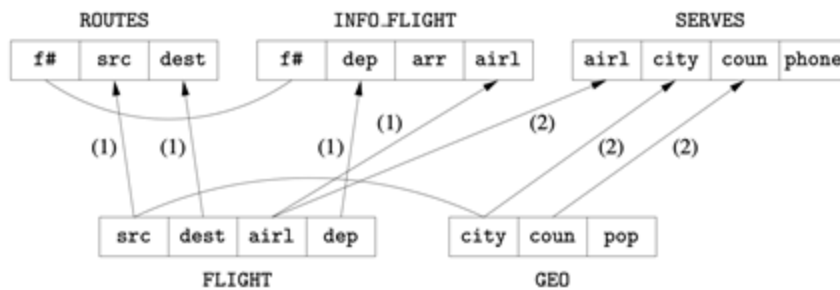 ROUTES INFO_FLIGHT SERVES
f# src dest f# dep arr airl airl city coun phone
(1) (2)
(1) (1) (1) (2) (2)
src dest airl dep city coun pop
FLIGHT GEO